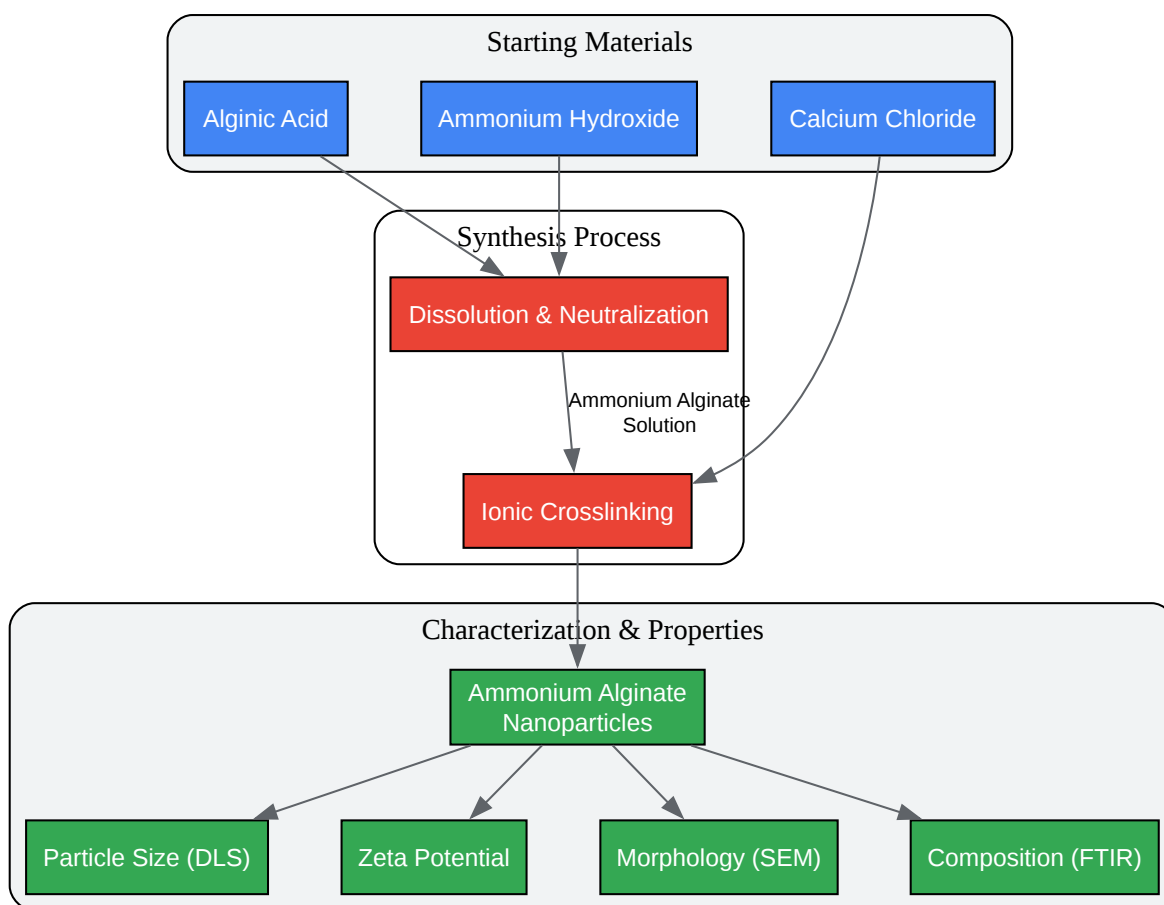 Starting Materials
Alginic Acid
Ammonium Hydroxide
Calcium Chloride
Synthesis Process
Dissolution & Neutralization
Ammonium Alginate
Solution
Ionic Crosslinking
Characterization & Properties
Ammonium Alginate
Nanoparticles
Particle Size (DLS)
Zeta Potential
Morphology (SEM)
Composition (FTIR)